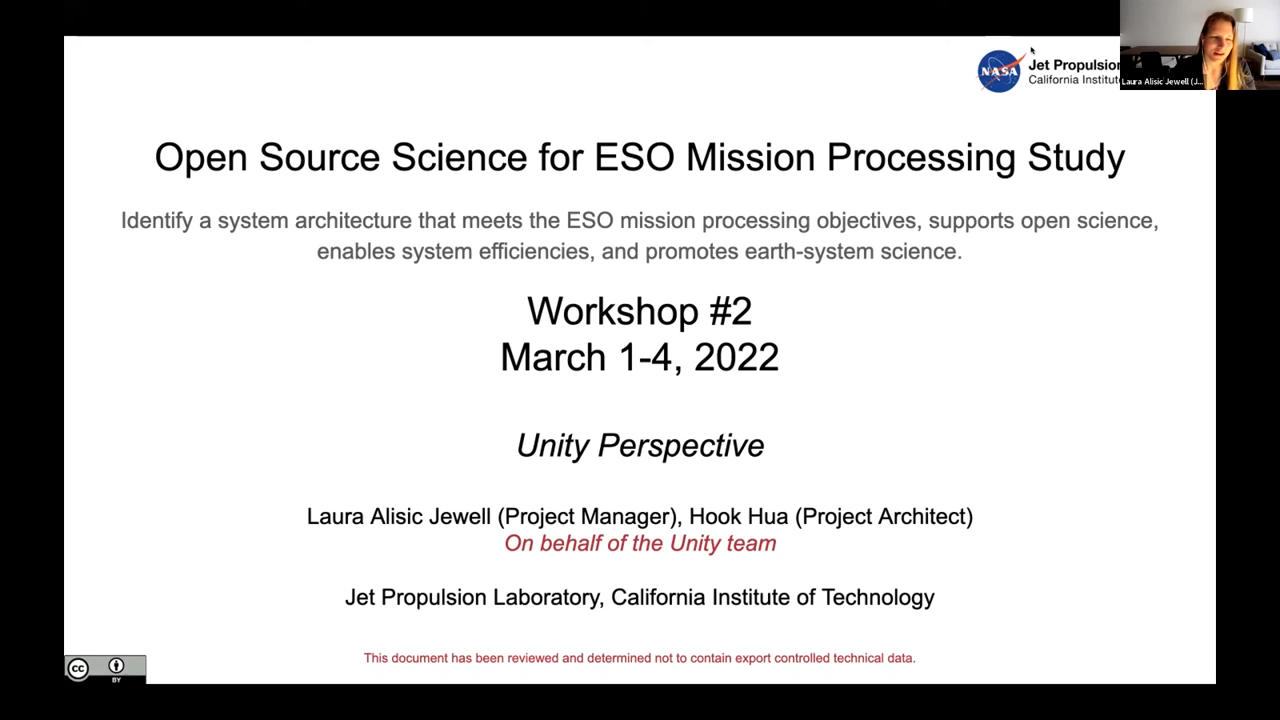 NASA
Jet Propulsion
California Institute
Laura Alisic Jewell (J...
Open Source Science for ESO Mission Processing Study
Identify a system architecture that meets the ESO mission processing objectives, supports open science,
enables system efficiencies, and promotes earth-system science.
Workshop #2
March 1-4, 2022
Unity Perspective
Laura Alisic Jewell (Project Manager), Hook Hua (Project Architect)
On behalf of the Unity team
Jet Propulsion Laboratory, California Institute of Technology
This document has been reviewed and determined not to contain export controlled technical data.
cc
BY